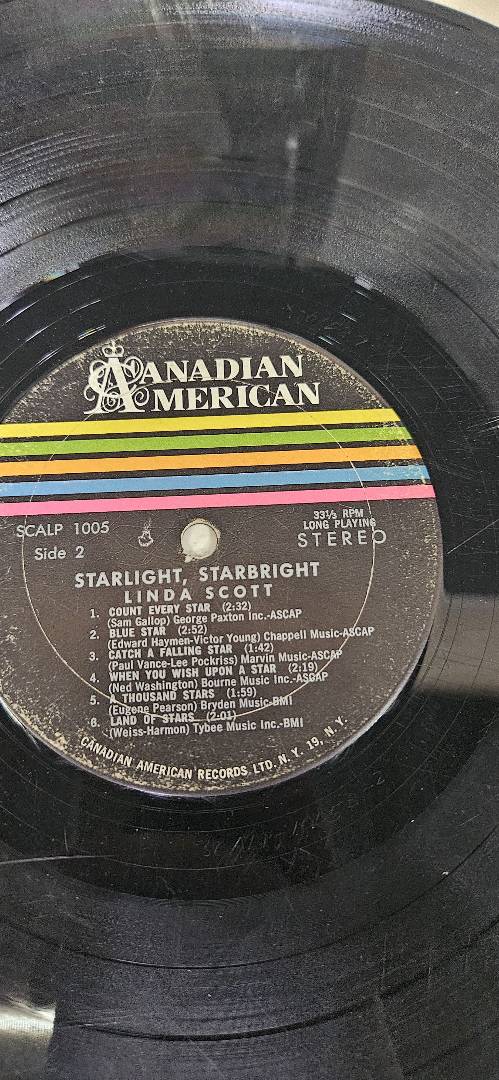 CANADIAN
AMERICAN
SCALP 1005
Side 2
33⅓ RPM
LONG PLAYING
STEREO
STARLIGHT, STARBRIGHT
LINDA SCOTT
1. COUNT EVERY STAR (2:32)
(Sam Gallop) George Paxton Inc.-ASCAP
2. BLUE STAR (2:52)
(Edward Haymen-Victor Young) Chappell Music-ASCAP
3. CATCH A FALLING STAR (1:42)
(Paul Vance-Lee Pockriss) Marvin Music-ASCAP
4. WHEN YOU WISH UPON A STAR (2:19)
(Ned Washington) Bourne Music Inc.-ASCAP
5. A THOUSAND STARS (1:59)
(Eugene Pearson) Bryden Music-BMI
6. LAND OF STARS (2:01)
(Weiss-Harmon) Tybee Music Inc.-BMI
CANADIAN AMERICAN RECORDS LTD. N.Y. 19, N.Y.